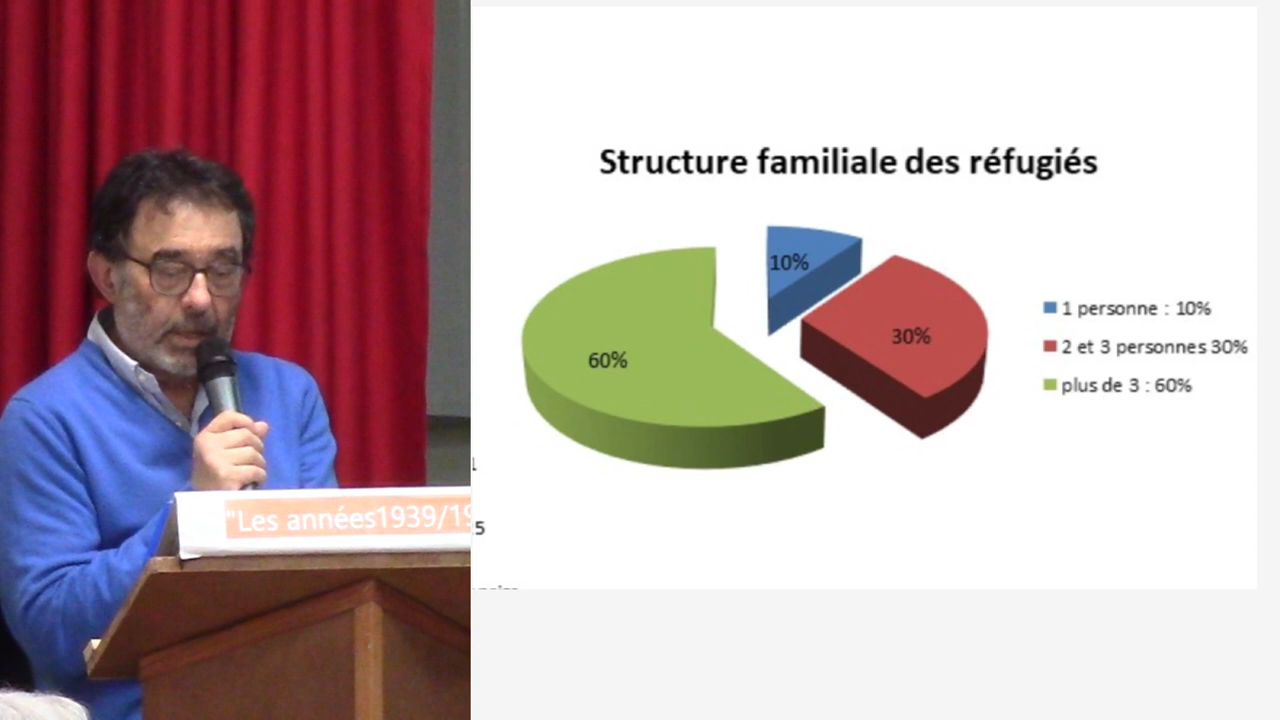 "Les années1939/19
Structure familiale des réfugiés
10%
30%
60%
1 personne : 10%
2 et 3 personnes 30%
plus de 3 : 60%
5